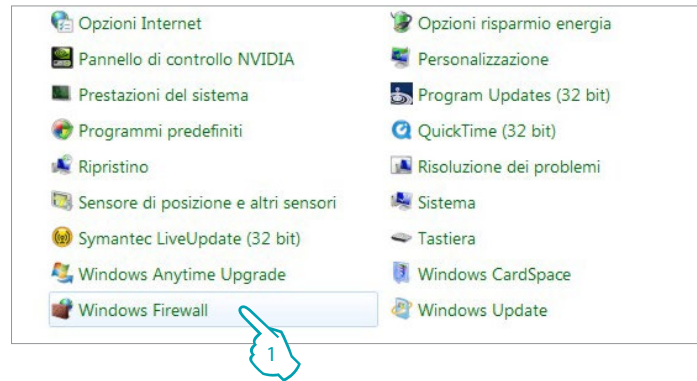 Opzioni Internet
Opzioni risparmio energia
Pannello di controllo NVIDIA
Personalizzazione
Prestazioni del sistema
Program Updates (32 bit)
Programmi predefiniti
QuickTime (32 bit)
Ripristino
Risoluzione dei problemi
Sensore di posizione e altri sensori
Sistema
Symantec LiveUpdate (32 bit)
Tastiera
Windows Anytime Upgrade
Windows CardSpace
Windows Firewall
Windows Update
1